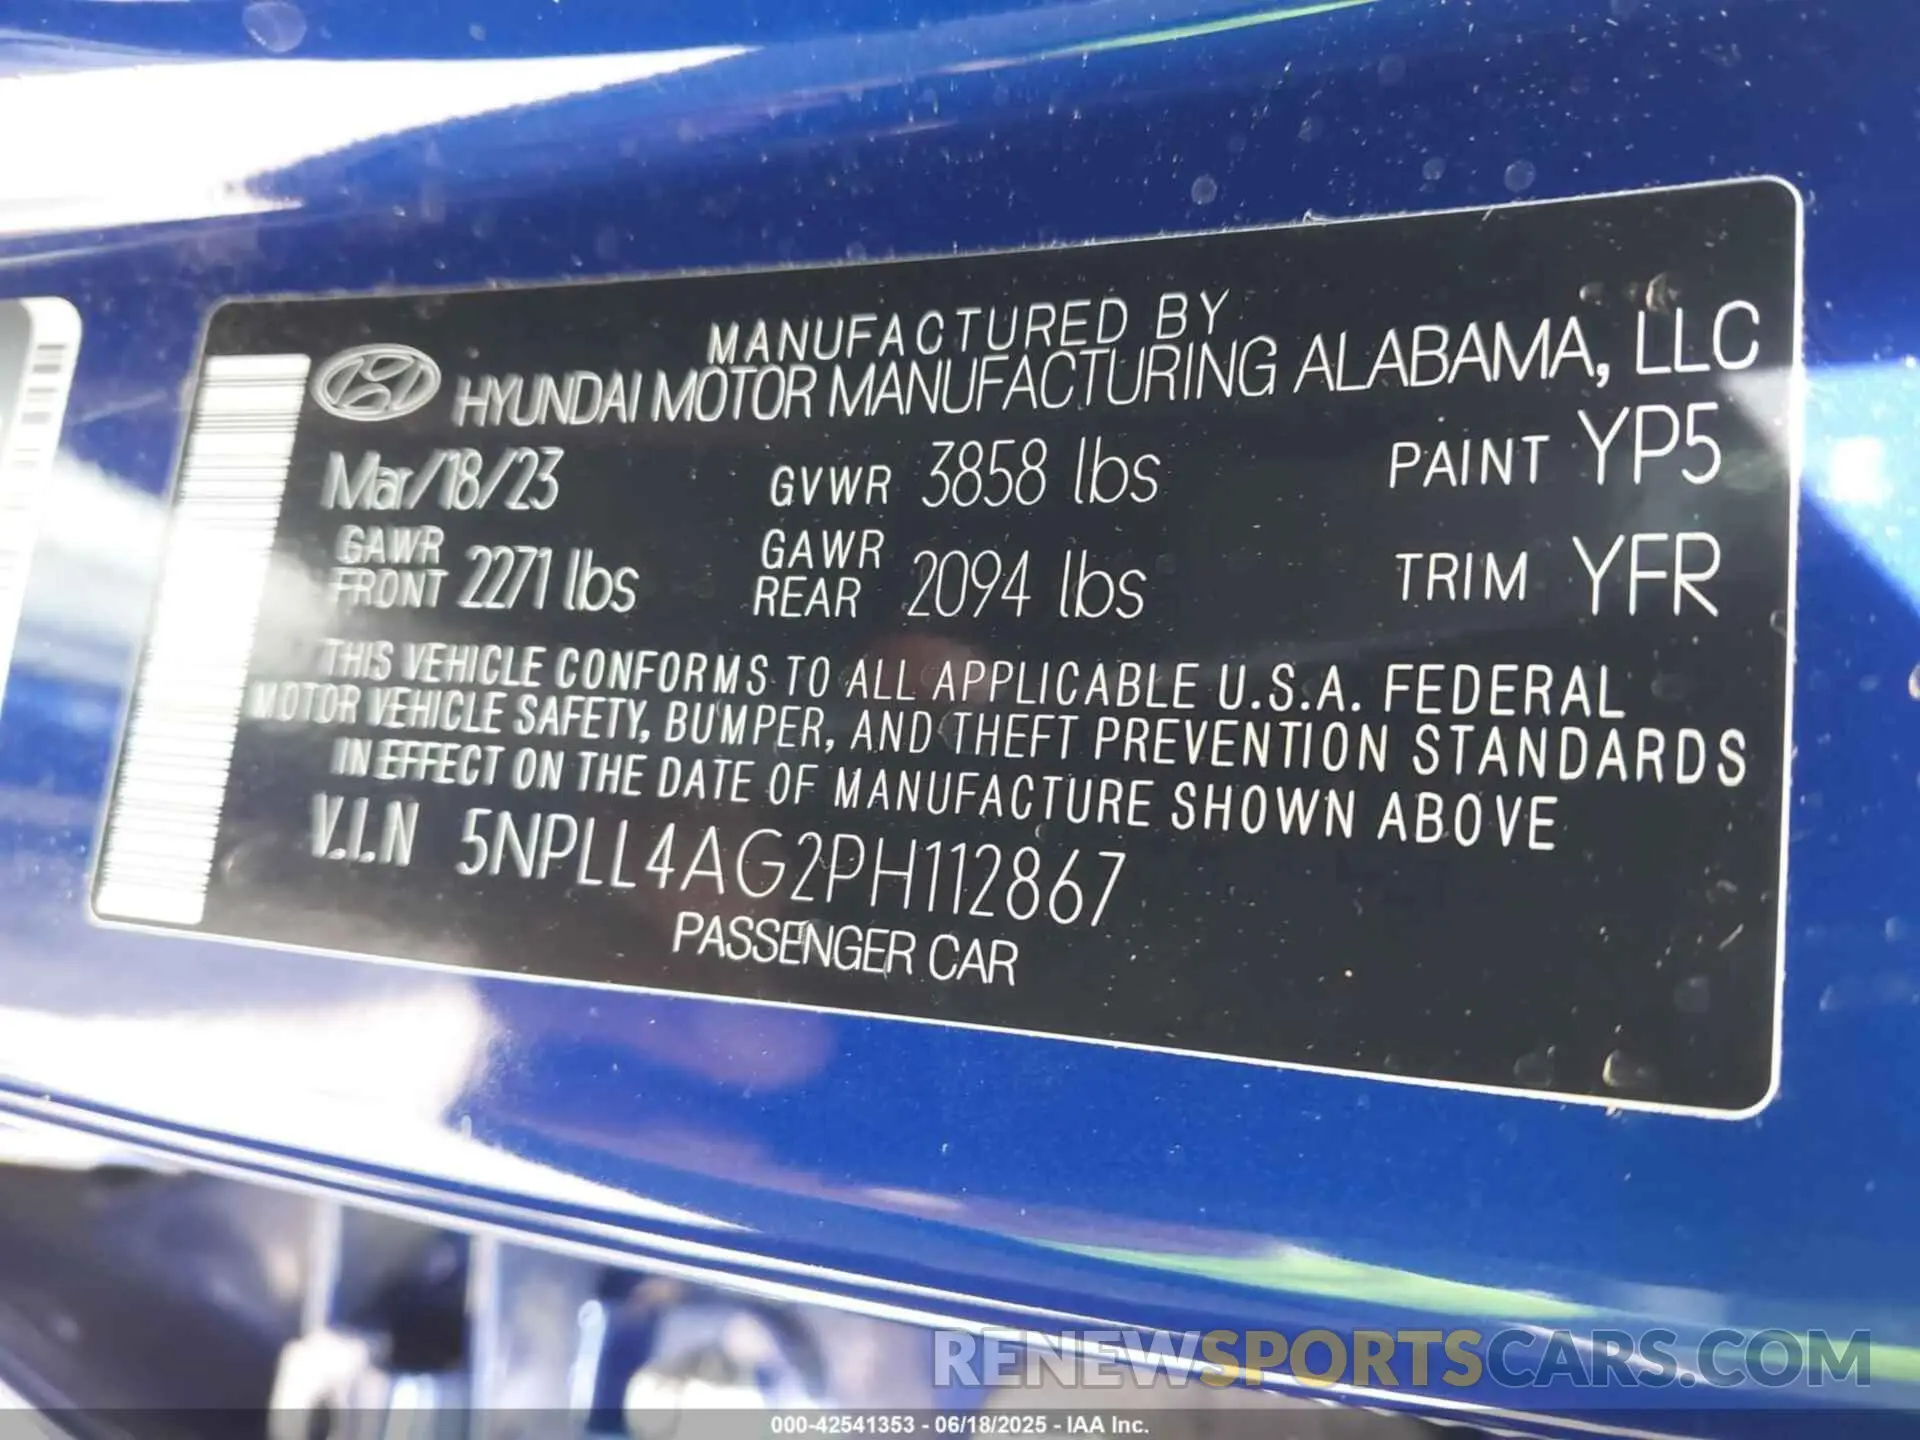 MANUFACTURED BY
HYUNDAI MOTOR MANUFACTURING ALABAMA, LLC
Mar/18/23 GVWR 3858 lbs PAINT YP5
GAWR FRONT 2271 lbs GAWR REAR 2094 lbs TRIM YFR
THIS VEHICLE CONFORMS TO ALL APPLICABLE U.S.A. FEDERAL
MOTOR VEHICLE SAFETY, BUMPER, AND THEFT PREVENTION STANDARDS
IN EFFECT ON THE DATE OF MANUFACTURE SHOWN ABOVE
V.I.N 5NPLL4AG2PH112867
PASSENGER CAR
RENEWSPORTSCARS.COM
000-42541353 - 06/18/2025 - IAA Inc.